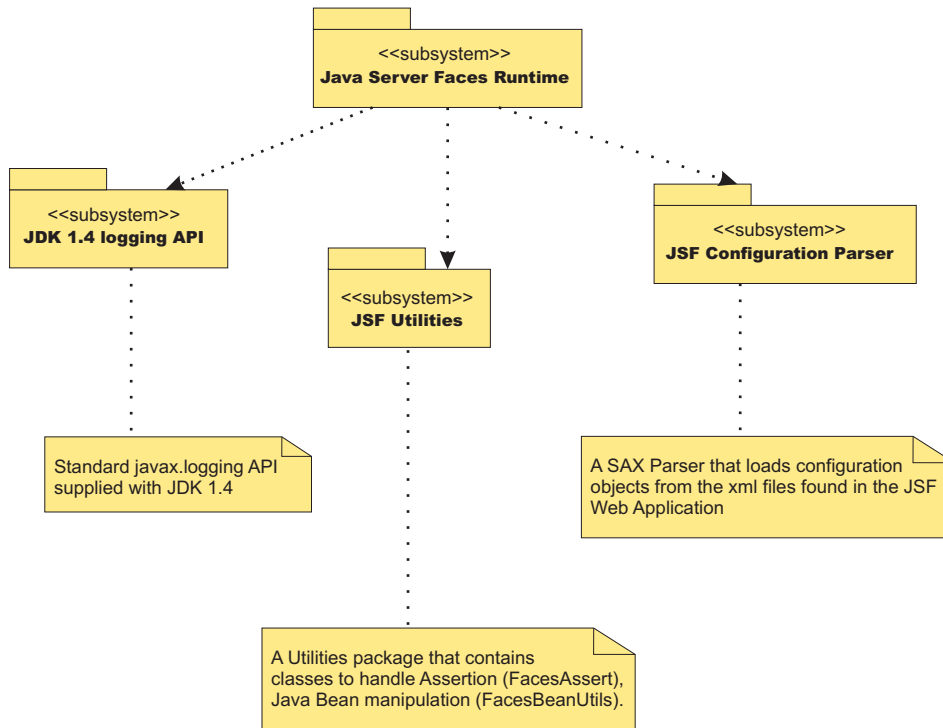 <<subsystem>>
Java Server Faces Runtime
<<subsystem>>
JDK 1.4 logging API
<<subsystem>>
JSF Configuration Parser
<<subsystem>>
JSF Utilities
Standard javax.logging API
supplied with JDK 1.4
A SAX Parser that loads configuration
objects from the xml files found in the JSF
Web Application
A Utilities package that contains
classes to handle Assertion (FacesAssert),
Java Bean manipulation (FacesBeanUtils).